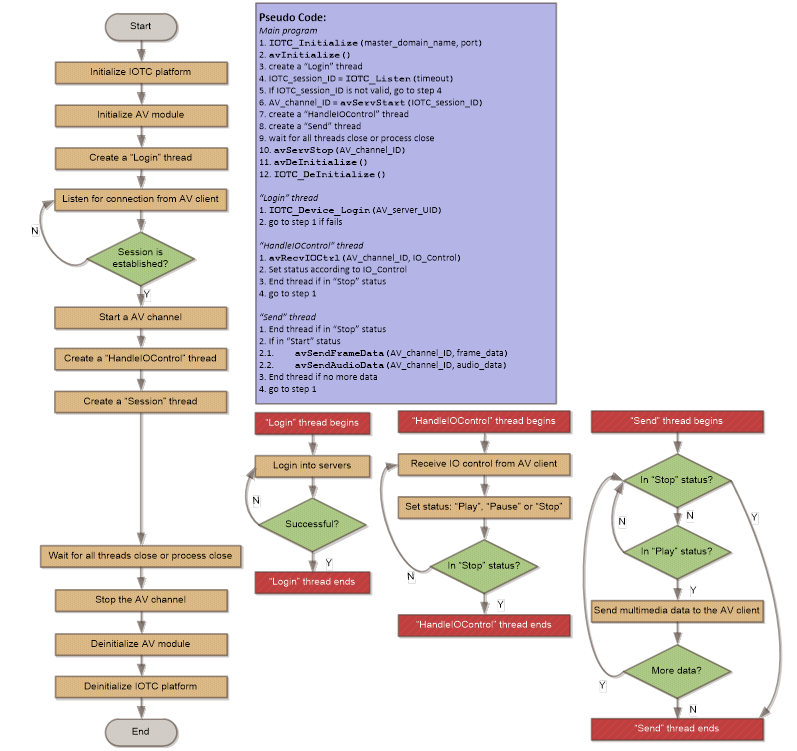 Start
Initialize IOTC platform
Initialize AV module
Create a "Login" thread
Listen for connection from AV client
N
Session is
established?
Y
Start a AV channel
Create a "HandleIOControl" thread
Create a "Session" thread
Wait for all threads close or process close
Stop the AV channel
Deinitialize AV module
Deinitialize IOTC platform
End
Pseudo Code:
Main program
1. IOTC_Initialize (master_domain_name, port)
2. avInitialize()
3. create a "Login" thread
4. IOTC_session_ID = IOTC_Listen (timeout)
5. If IOTC_session_ID is not valid, go to step 4
6. AV_channel_ID = avServStart (IOTC_session_ID)
7. create a "HandleIOControl" thread
8. create a "Send" thread
9. wait for all threads close or process close
10. avServStop (AV_channel_ID)
11. avDeInitialize()
12. IOTC_DeInitialize()
"Login" thread
1. IOTC_Device_Login (AV_server_UID)
2. go to step 1 if fails
"HandleIOControl" thread
1. avRecvIOCtrl (AV_channel_ID, IO_Control)
2. Set status according to IO_Control
3. End thread if in "Stop" status
4. go to step 1
"Send" thread
1. End thread if in "Stop" status
2. If in "Start" status
2.1. avSendFrameData (AV_channel_ID, frame_data)
2.2. avSendAudioData (AV_channel_ID, audio_data)
3. End thread if no more data
4. go to step 1
"Login" thread begins
Login into servers
N
Successful?
Y
"Login" thread ends
"HandleIOControl" thread begins
Receive IO control from AV client
Set status: "Play", "Pause" or "Stop"
In "Stop" status?
N
Y
"HandleIOControl" thread ends
"Send" thread begins
In "Stop" status?
N
N
Y
In "Play" status?
Y
Send multimedia data to the AV client
More data?
Y
N
"Send" thread ends